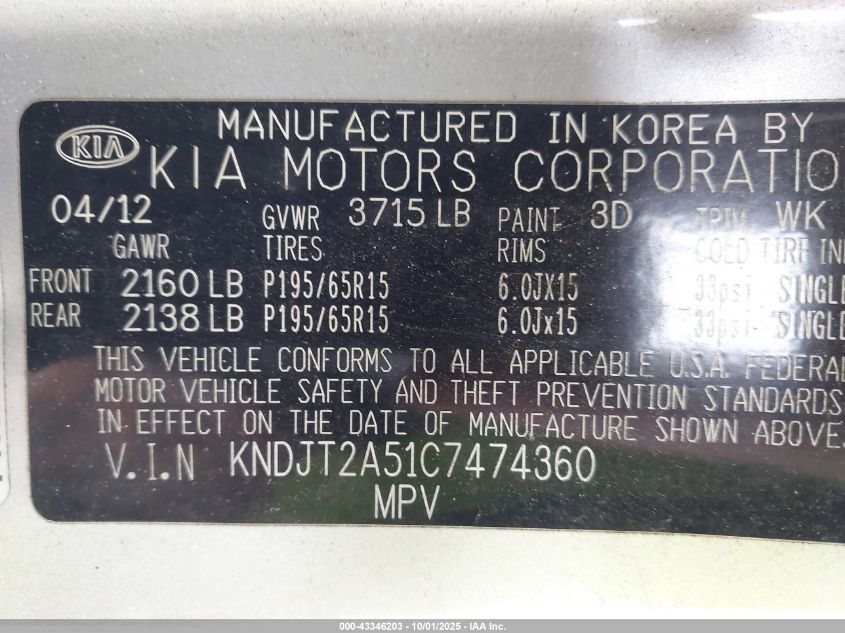 MANUFACTURED IN KOREA BY
KIA KIA MOTORS CORPORATIO
04/12 GVWR 3715 LB PAINT 3D TRIM WK
GAWR TIRES RIMS COLD TIRE INF
FRONT 2160 LB P195/65R15 6.0JX15 33psi- SINGLE
REAR 2138 LB P195/65R15 6.0Jx15 33psi- SINGLE
THIS VEHICLE CONFORMS TO ALL APPLICABLE U.S.A. FEDERAL
MOTOR VEHICLE SAFETY AND THEFT PREVENTION STANDARDS
IN EFFECT ON THE DATE OF MANUFACTURE SHOWN ABOVE.
V.I.N KNDJT2A51C7474360
MPV
000-43346203 - 10/01/2025 - IAA Inc.